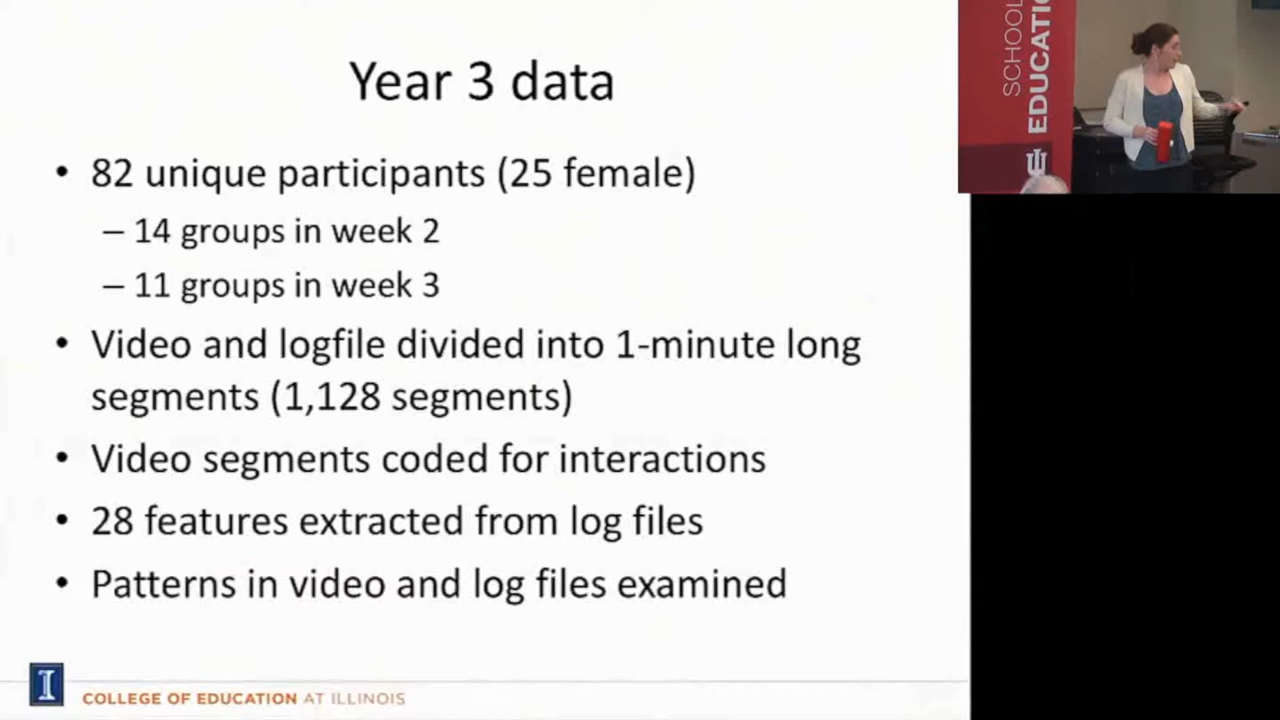 Year 3 data
• 82 unique participants (25 female)
– 14 groups in week 2
– 11 groups in week 3
• Video and logfile divided into 1-minute long
segments (1,128 segments)
• Video segments coded for interactions
• 28 features extracted from log files
• Patterns in video and log files examined
I
COLLEGE OF EDUCATION AT ILLINOIS
SCHOOL